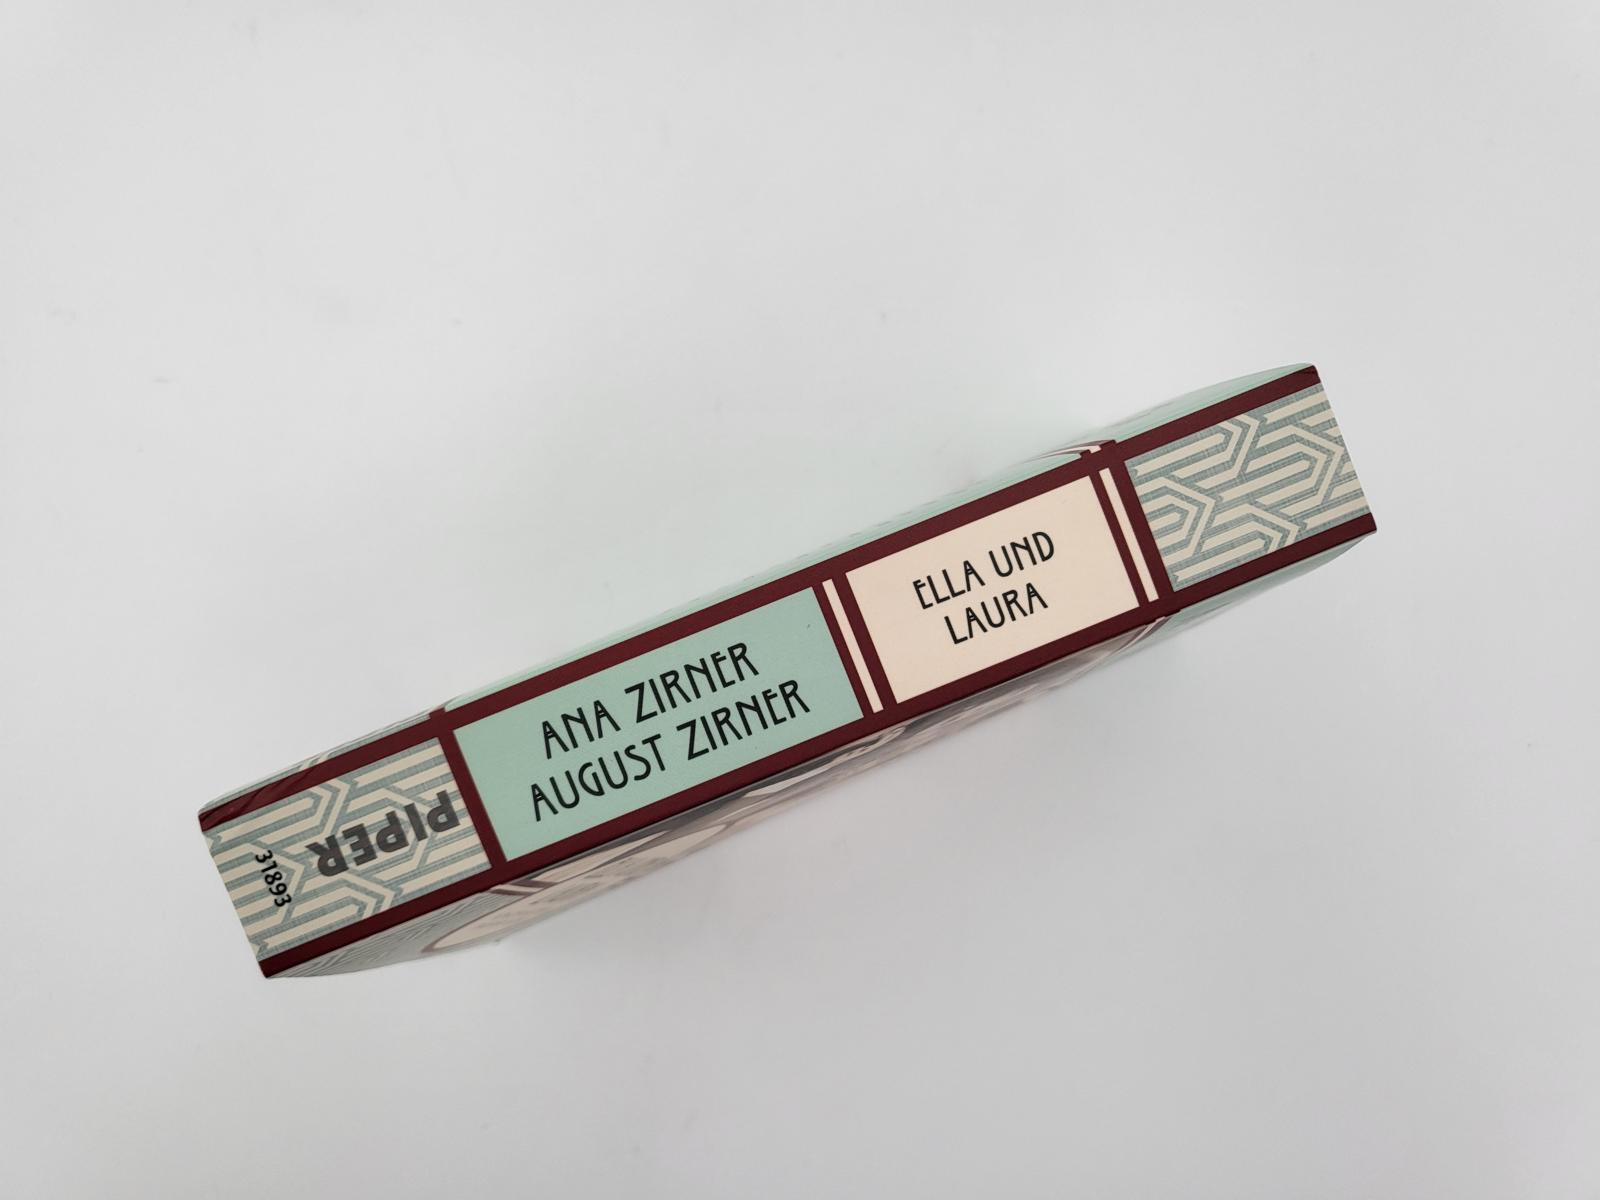 ANA ZIRNER
AUGUST ZIRNER
ELLA UND
LAURA
PIPER
31893